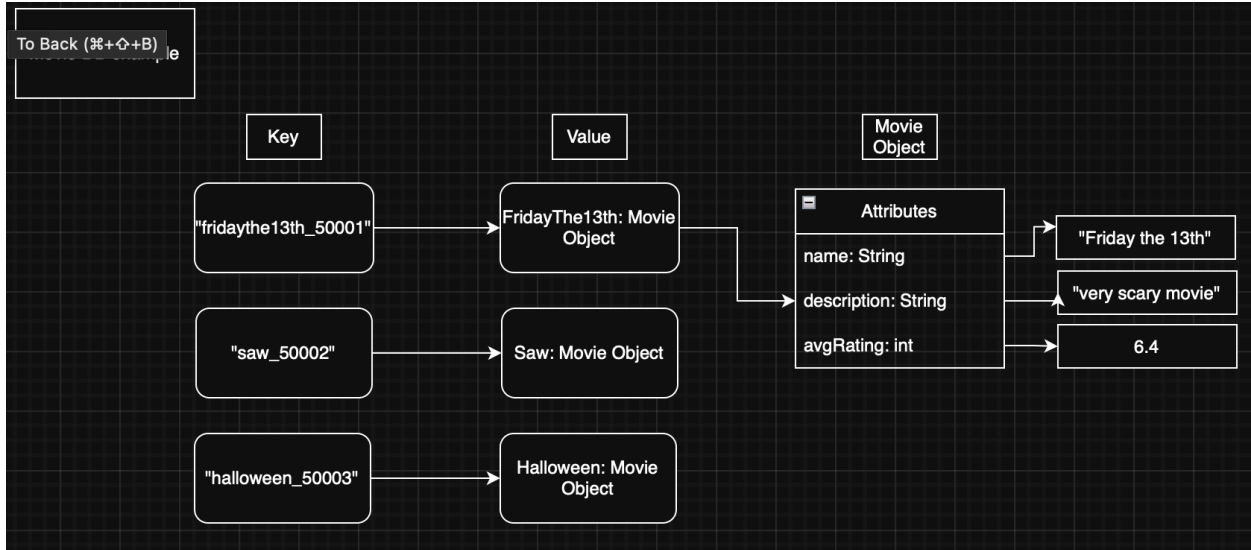 To Back (⌘+⇧+B)
Key
Value
Movie
Object
"fridaythe13th_50001"
FridayThe13th: Movie
Object
Attributes
name: String
"Friday the 13th"
description: String
"very scary movie"
avgRating: int
6.4
"saw_50002"
Saw: Movie Object
"halloween_50003"
Halloween: Movie
Object